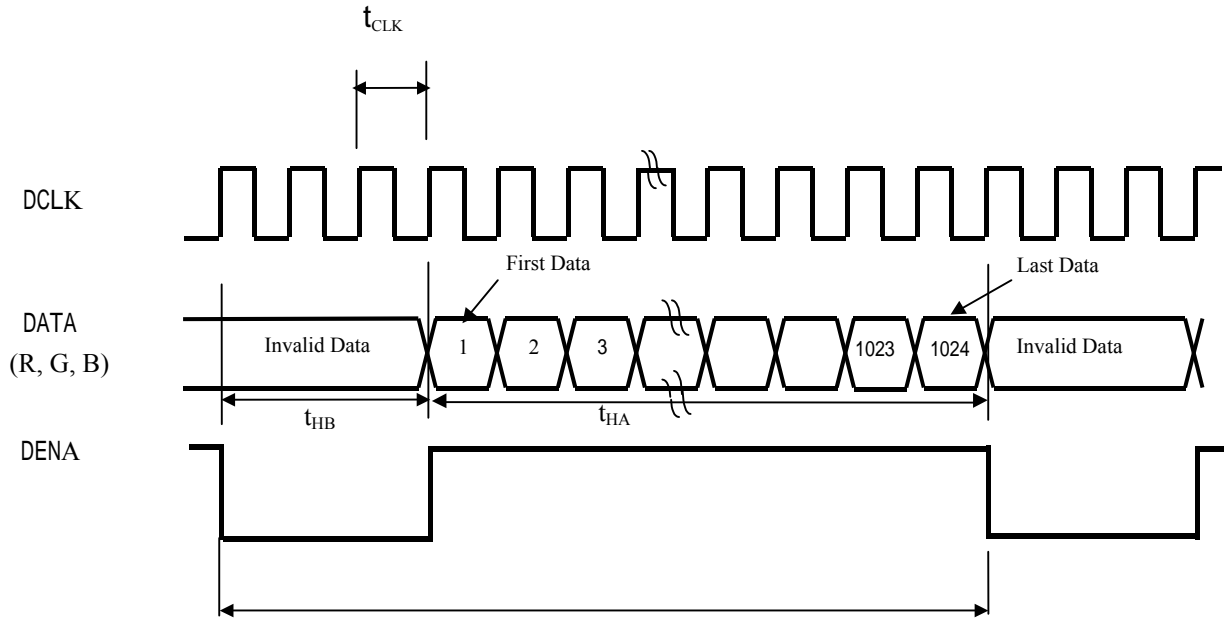 tCLK
DCLK
First Data
Last Data
DATA
(R, G, B)
Invalid Data
1
2
3
1023
1024
Invalid Data
tHB
tHA
DENA